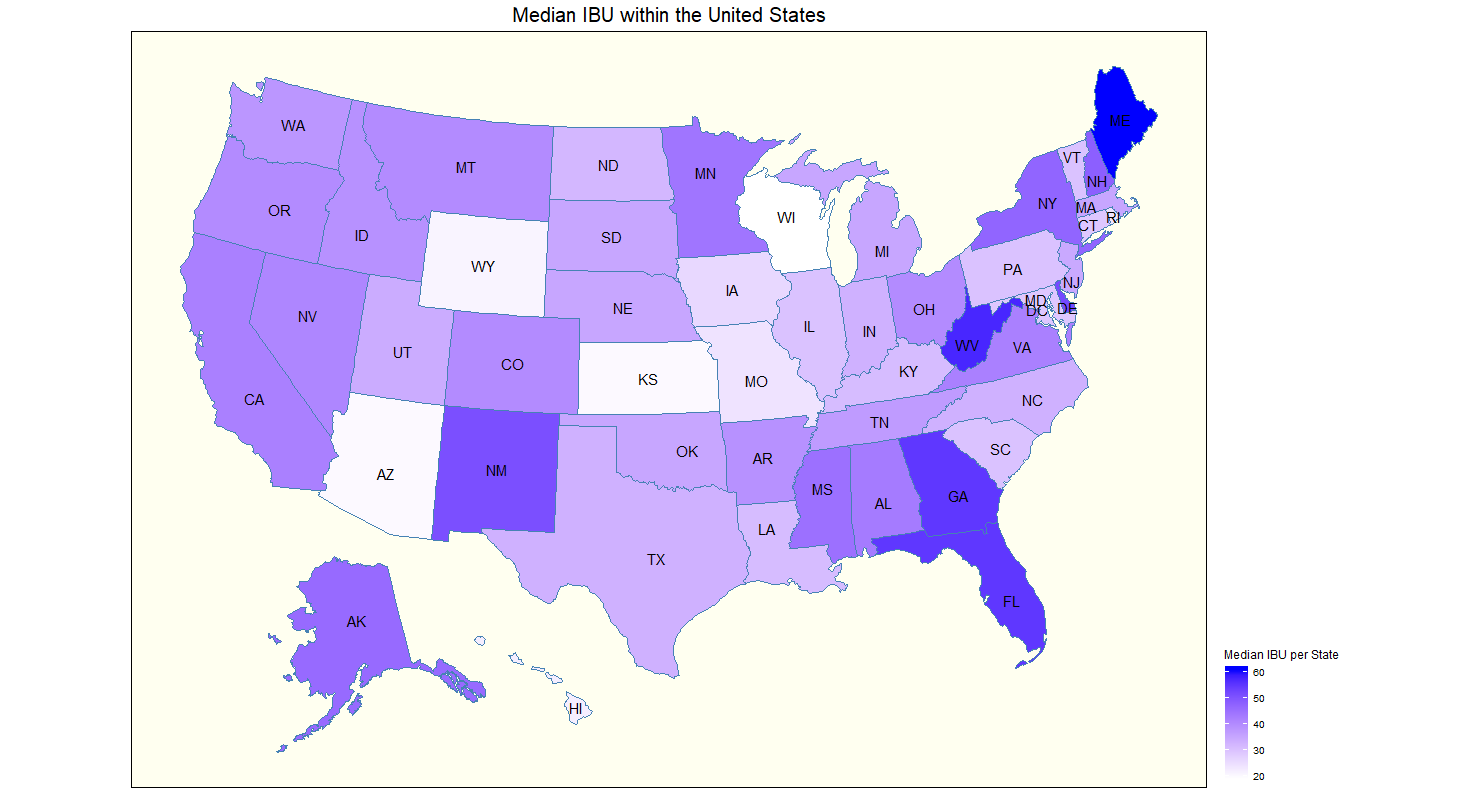 Median IBU within the United States
ME
WA
VT
ND
MT
MN
NH
NY
MA
OR
WI
RI
CT
ID
SD
MI
WY
PA
NJ
IA
MD
NE
DE
OH
DC
NV
IL
IN
WV
VA
UT
CO
KY
KS
MO
CA
NC
TN
SC
OK
AR
NM
AZ
MS
GA
AL
LA
TX
FL
AK
HI
Median IBU per State
60
50
40
30
20